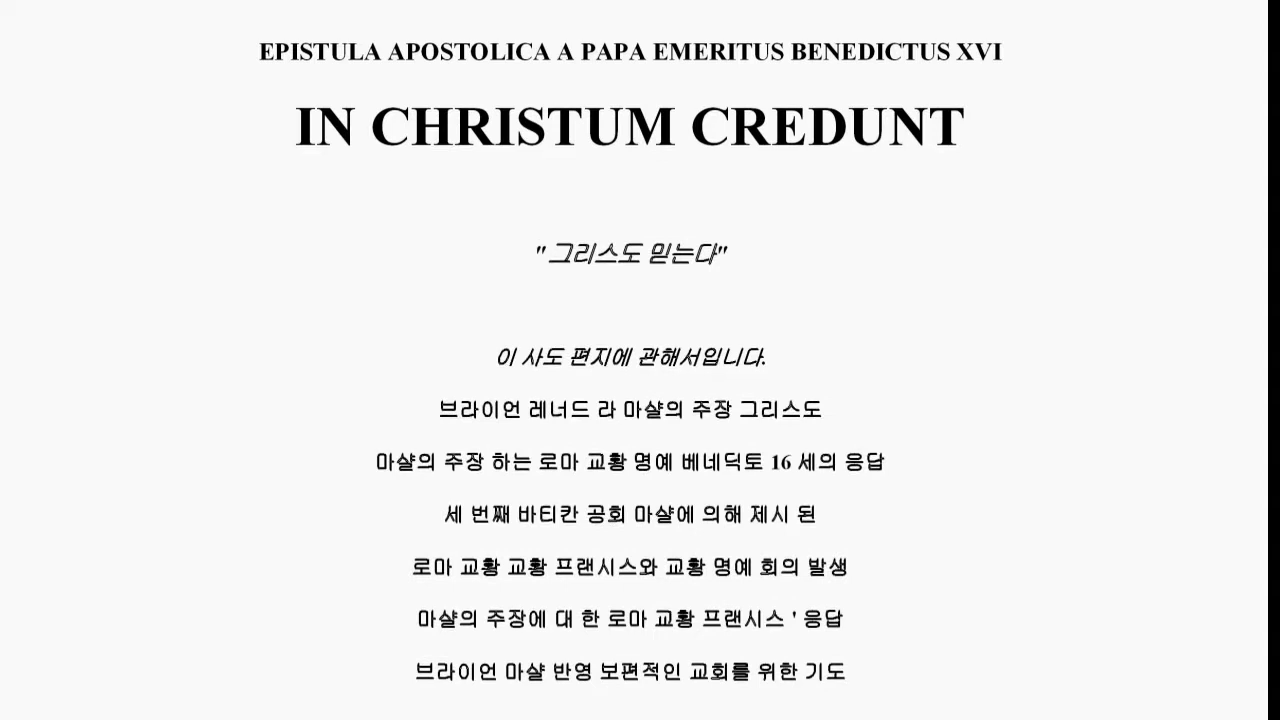 EPISTULA APOSTOLICA A PAPA EMERITUS BENEDICTUS XVI
IN CHRISTUM CREDUNT
" 그리스도 믿는다"
이 사도 편지에 관해서입니다.
브라이언 레너드 라 마샬의 주장 그리스도
마샬의 주장 하는 로마 교황 명예 베네딕토 16 세의 응답
세 번째 바티칸 공회 마샬에 의해 제시 된
로마 교황 교황 프랜시스와 교황 명예 회의 발생
마샬의 주장에 대 한 로마 교황 프랜시스 ' 응답
브라이언 마샬 반영 보편적인 교회를 위한 기도